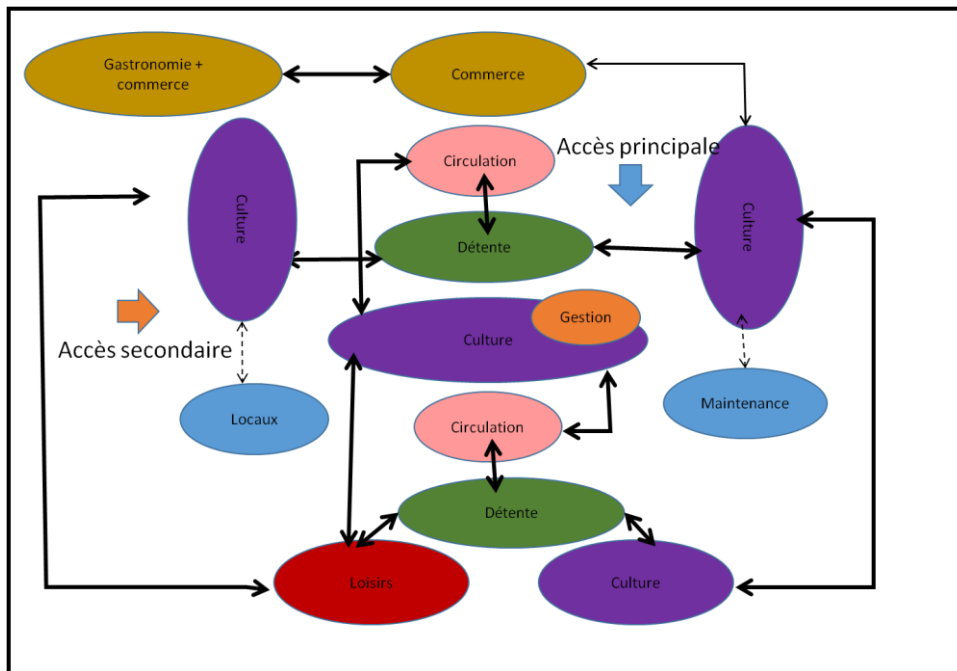 Gastronomie +
commerce
Commerce
Circulation
Accès principale
Culture
Culture
Détente
Gestion
Culture
Accès secondaire
Locaux
Maintenance
Circulation
Détente
Loisirs
Culture